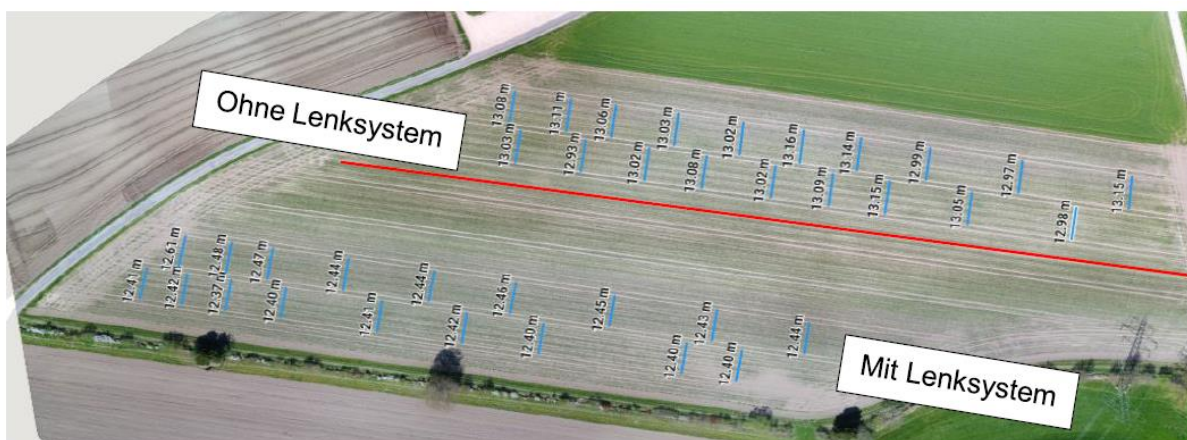 Ohne Lenksystem
13.08 m
13.11 m
13.06 m
13.03 m
13.02 m
13.16 m
13.14 m
12.99 m
12.97 m
13.15 m
13.03 m
12.93 m
13.02 m
13.08 m
13.02 m
13.09 m
13.15 m
13.05 m
12.98 m
12.61 m
12.48 m
12.47 m
12.44 m
12.44 m
12.46 m
12.45 m
12.43 m
12.44 m
12.41 m
12.42 m
12.37 m
12.40 m
12.41 m
12.42 m
12.40 m
12.40 m
12.40 m
Mit Lenksystem